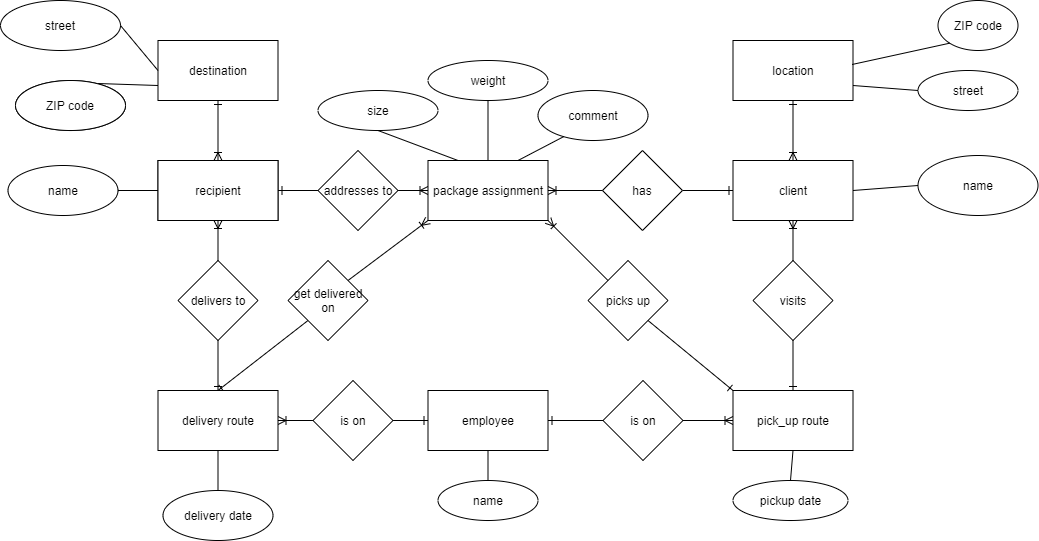 street
ZIP code
destination
weight
location
ZIP code
size
comment
street
name
recipient
addresses to
package assignment
has
client
name
delivers to
get delivered
on
picks up
visits
delivery route
is on
employee
is on
pick_up route
delivery date
name
pickup date